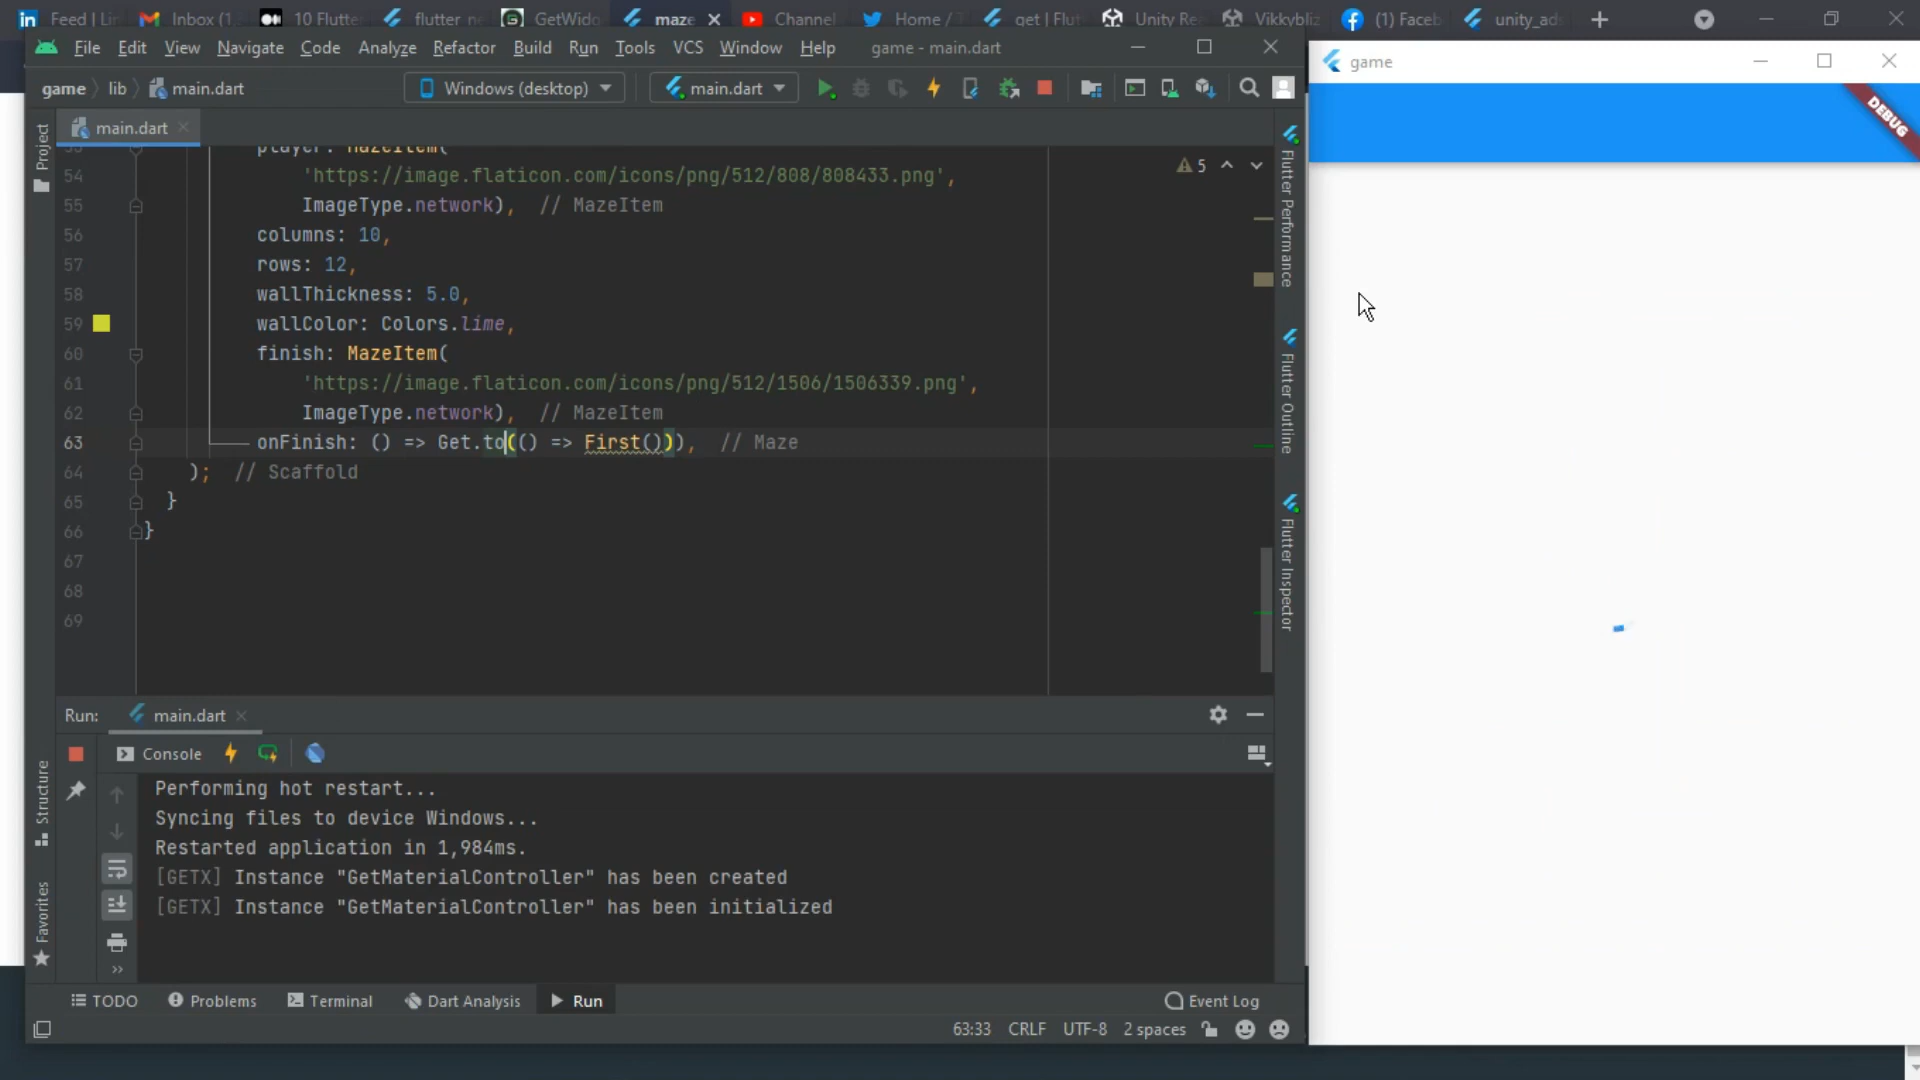 Feed | Lin
Inbox (1,
10 Flutte
flutter_ne
GetWid
maze
Channel
Home / T
get | Flut
Unity Re
Vikkybliz
(1) Faceb
unity_ad
File Edit View Navigate Code Analyze Refactor Build Run Tools VCS Window Help game - main.dart
game
game lib main.dart Windows (desktop) main.dart
DEBUG
main.dart
Project
player: MazeItem(
5
54 'https://image.flaticon.com/icons/png/512/808/808433.png',
55 ImageType.network), // MazeItem
56 columns: 10,
57 rows: 12,
58 wallThickness: 5.0,
59 wallColor: Colors.lime,
60 finish: MazeItem(
61 'https://image.flaticon.com/icons/png/512/1506/1506339.png',
62 ImageType.network), // MazeItem
63 onFinish: () => Get.to(() => First())), // Maze
64 ); // Scaffold
65 }
66 }
67
68
69
Flutter Performance
Flutter Outline
Flutter Inspector
Run: main.dart
Console
Structure
Favorites
Performing hot restart...
Syncing files to device Windows...
Restarted application in 1,984ms.
[GETX] Instance "GetMaterialController" has been created
[GETX] Instance "GetMaterialController" has been initialized
TODO Problems Terminal Dart Analysis Run Event Log
63:33 CRLF UTF-8 2 spaces